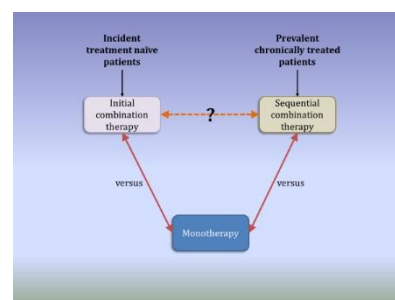 Incident
treatment naïve
patients
Prevalent
chronically treated
patients
Initial
combination
therapy
?
Sequential
combination
therapy
versus
versus
Monotherapy